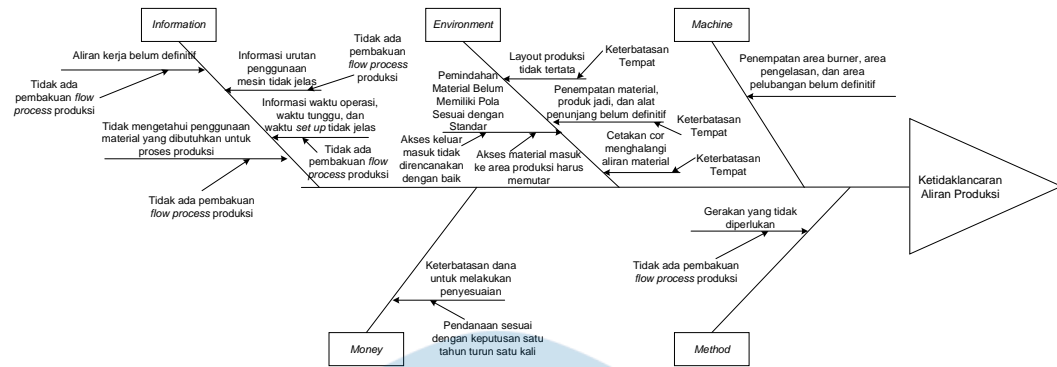 Information
Aliran kerja belum definitif
Tidak ada
pembakuan flow
process produksi
Informasi urutan
penggunaan
mesin tidak jelas
Tidak ada
pembakuan
flow process
produksi
Informasi waktu operasi,
waktu tunggu, dan
waktu set up tidak jelas
Tidak ada
pembakuan flow
process produksi
Tidak mengetahui penggunaan
material yang dibutuhkan untuk
proses produksi
Tidak ada pembakuan
flow process produksi
Environment
Layout produksi
tidak tertata
Keterbatasan
Tempat
Pemindahan
Material Belum
Memiliki Pola
Sesuai dengan
Standar
Akses keluar
masuk tidak
direncanakan
dengan baik
Akses material masuk
ke area produksi harus
memutar
Penempatan material,
produk jadi, dan alat
penunjang belum definitif
Keterbatasan
Tempat
Cetakan cor
menghalangi
aliran material
Keterbatasan
Tempat
Machine
Penempatan area burner, area
pengelasan, dan area
pelubangan belum definitif
Ketidaklancaran
Aliran Produksi
Keterbatasan dana
untuk melakukan
penyesuaian
Pendanaan sesuai
dengan keputusan satu
tahun turun satu kali
Money
Gerakan yang tidak
diperlukan
Tidak ada pembakuan
flow process produksi
Method